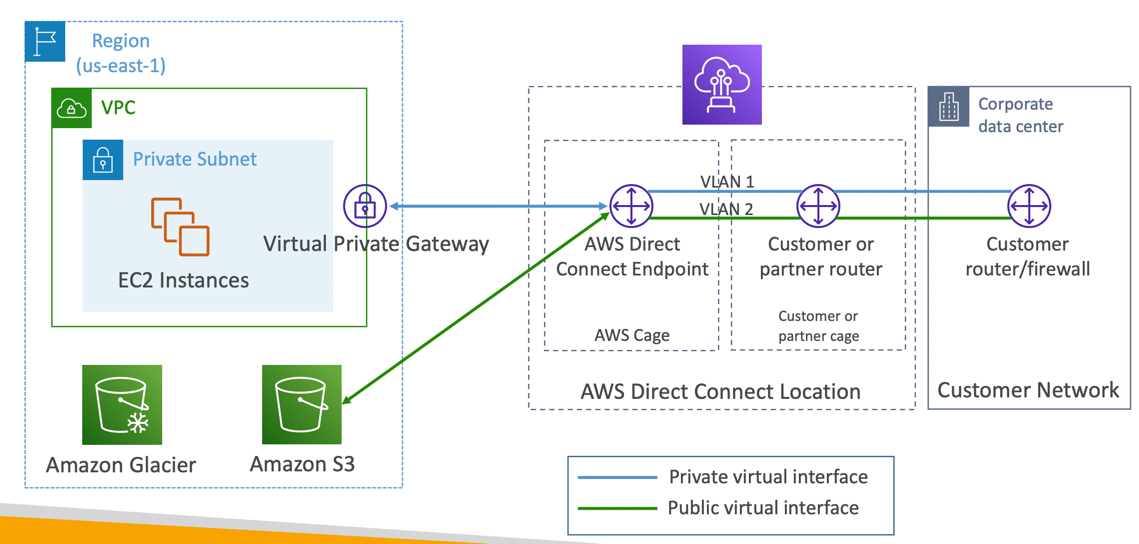 Region
(us-east-1)
VPC
Private Subnet
EC2 Instances
Virtual Private Gateway
Amazon Glacier
Amazon S3
VLAN 1
VLAN 2
AWS Direct
Connect Endpoint
AWS Cage
Customer or
partner router
Customer or
partner cage
AWS Direct Connect Location
Corporate
data center
Customer
router/firewall
Customer Network
Private virtual interface
Public virtual interface